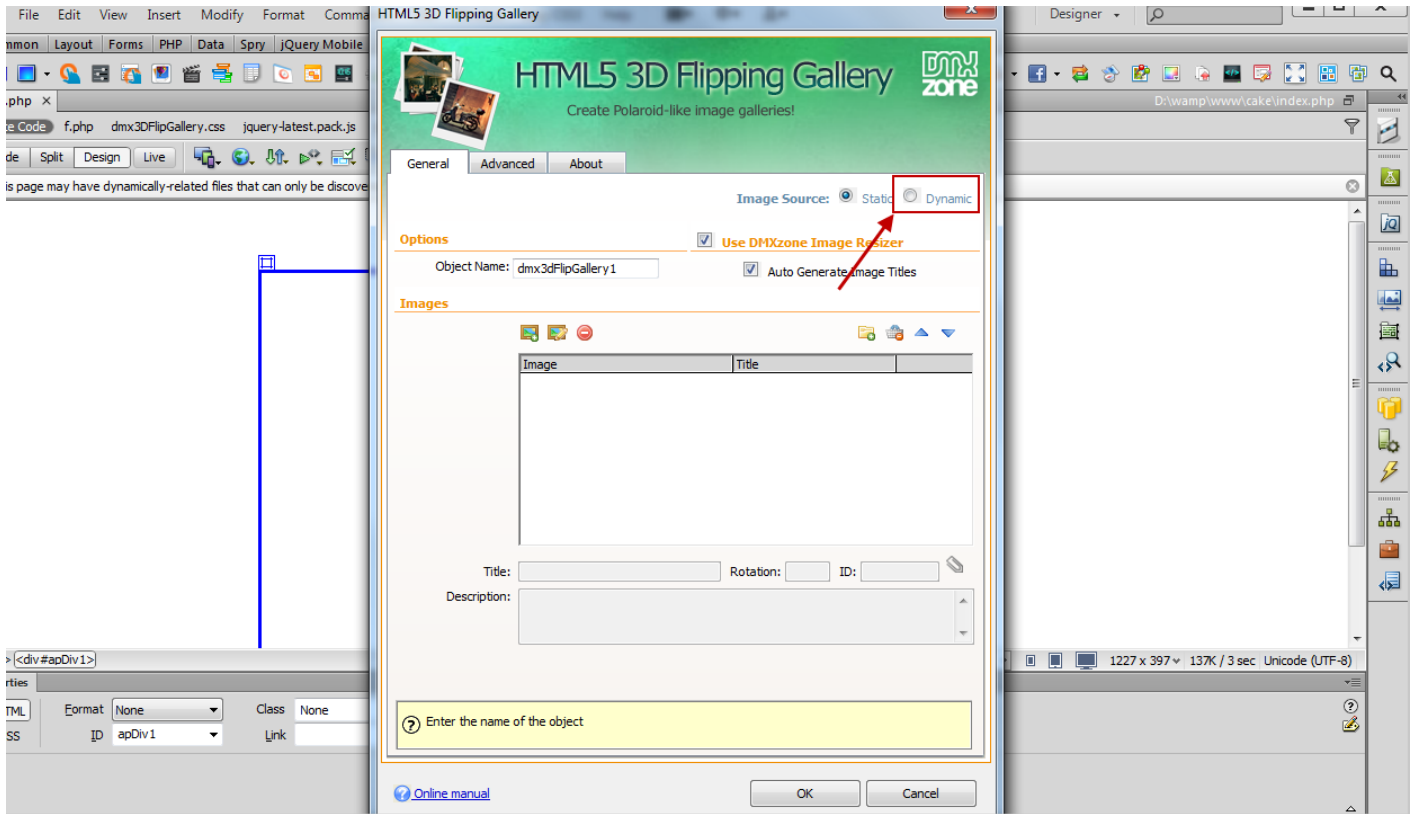 File Edit View Insert Modify Format Comma
HTML5 3D Flipping Gallery
Designer
mmon Layout Forms PHP Data Spry jQuery Mobile
HTML5 3D Flipping Gallery
DMX zone
Create Polaroid-like image galleries!
.php
D:\wamp\www\cake\index.php
ce Code f.php dmx3DFlipGallery.css jquery-latest.pack.js
de Split Design Live
General Advanced About
is page may have dynamically-related files that can only be discove
Image Source: Static Dynamic
Options
Use DMXzone Image Resizer
Object Name: dmx3dFlipGallery1
Auto Generate Image Titles
Images
Image Title
Title: Rotation: ID:
Description:
<div#apDiv1>
1227 x 397 137K / 3 sec Unicode (UTF-8)
rties
TML Format None Class None
SS ID apDiv1 Link
Enter the name of the object
Online manual
OK Cancel